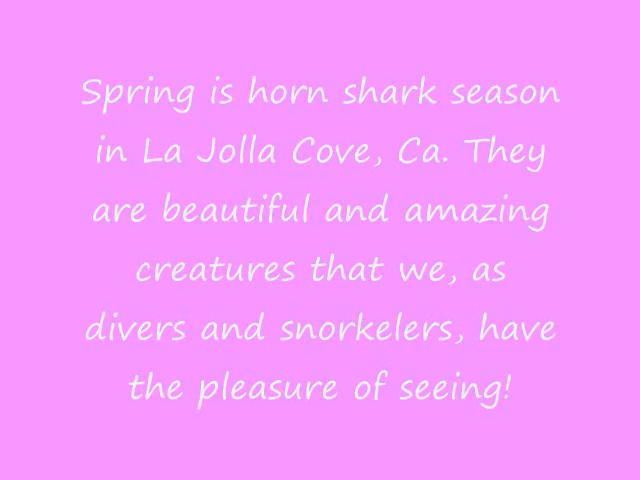 Spring is horn shark season
in La Jolla Cove, Ca. They
are beautiful and amazing
creatures that we, as
divers and snorkelers, have
the pleasure of seeing!